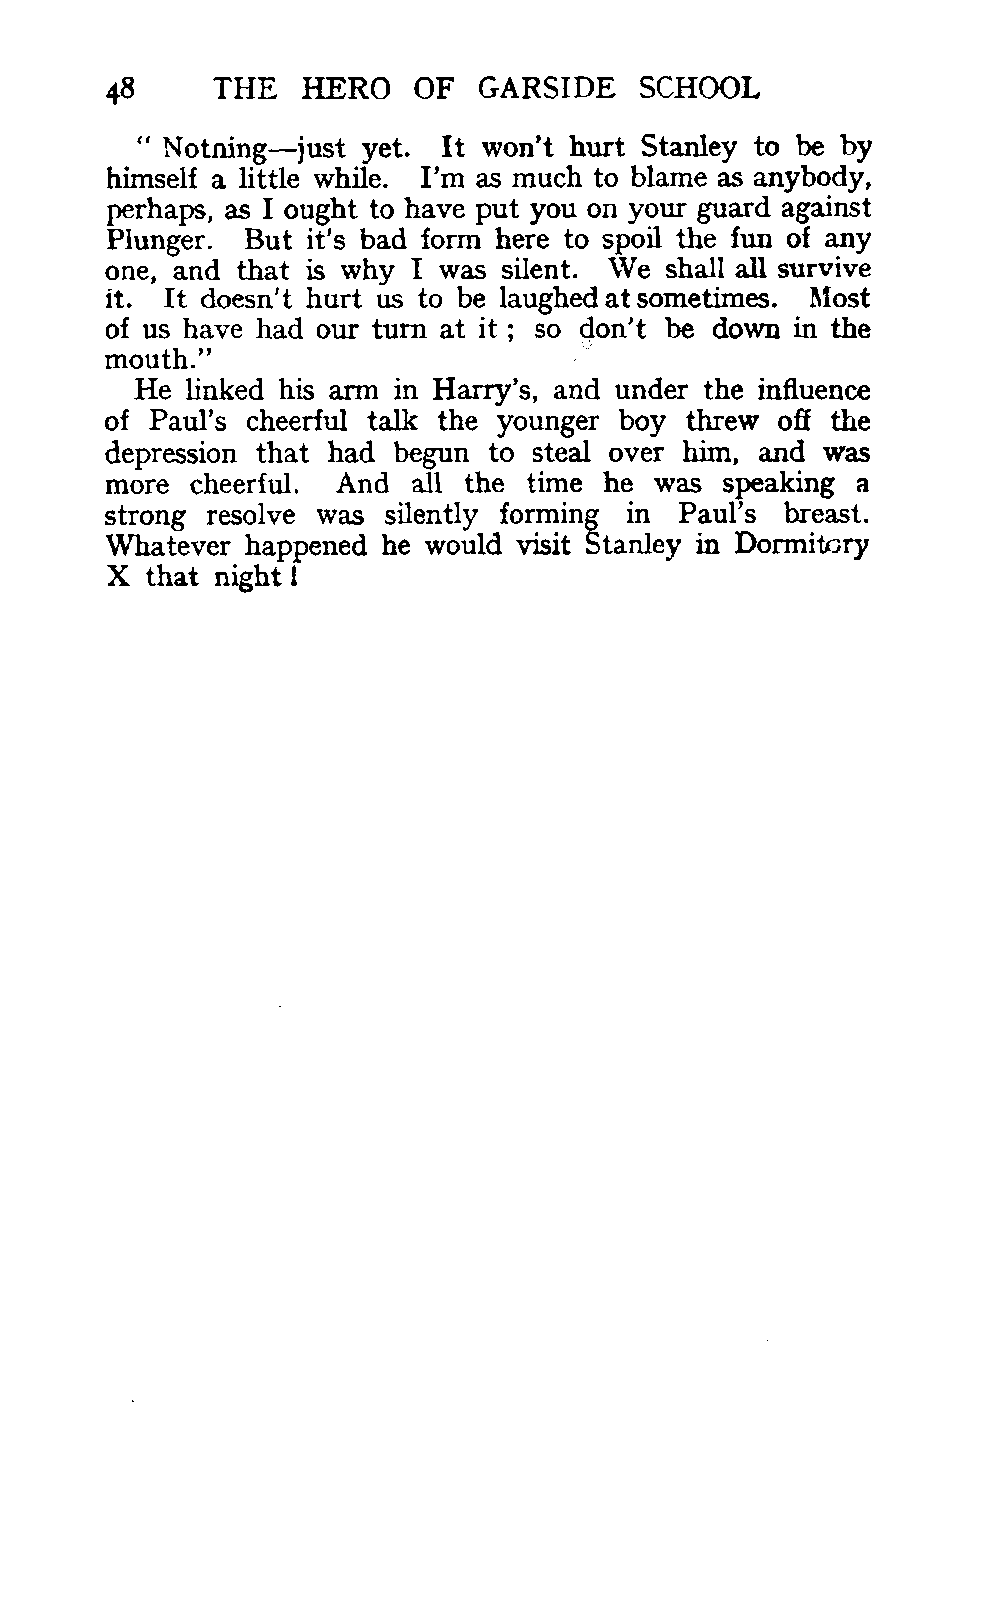 48 THE HERO OF GARSIDE SCHOOL
" Nothing—just yet. It won't hurt Stanley to be by
himself a little while. I'm as much to blame as anybody,
perhaps, as I ought to have put you on your guard against
Plunger. But it's bad form here to spoil the fun of any
one, and that is why I was silent. We shall all survive
it. It doesn't hurt us to be laughed at sometimes. Most
of us have had our turn at it ; so don't be down in the
mouth."
He linked his arm in Harry's, and under the influence
of Paul's cheerful talk the younger boy threw off the
depression that had begun to steal over him, and was
more cheerful. And all the time he was speaking a
strong resolve was silently forming in Paul's breast.
Whatever happened he would visit Stanley in Dormitory
X that night !